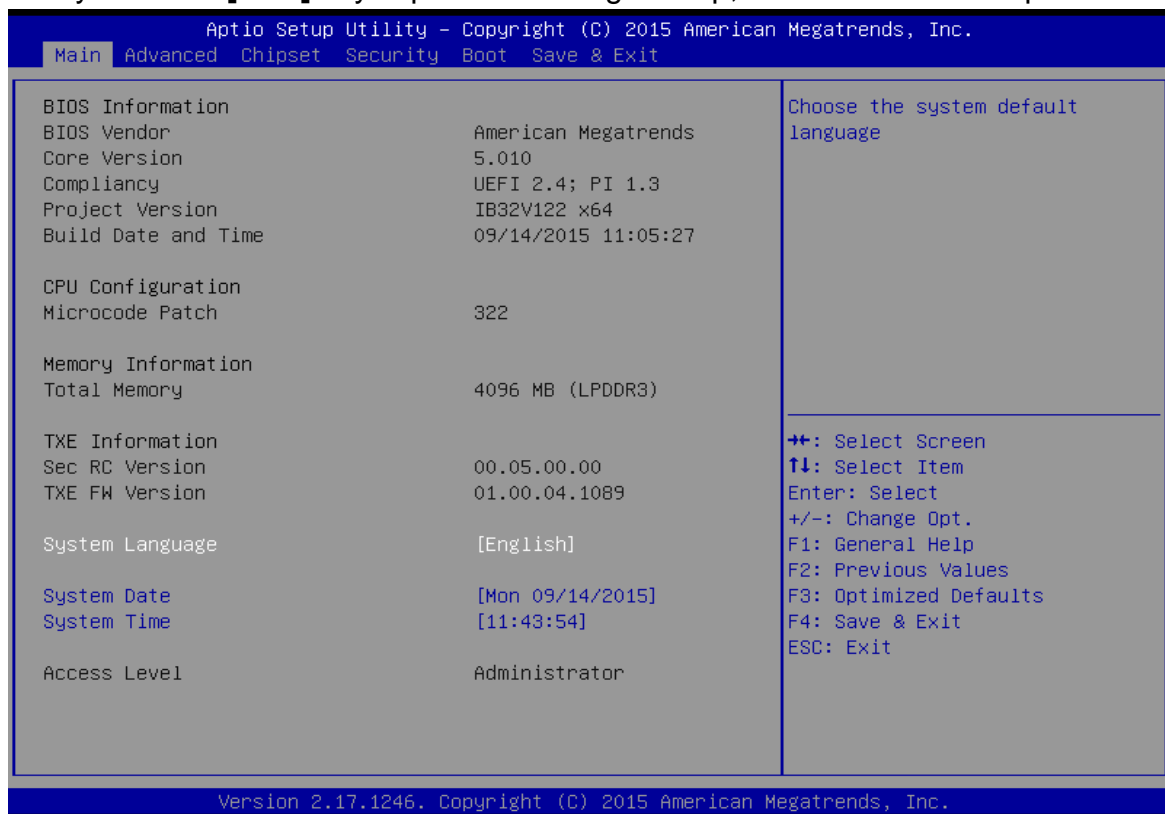 Aptio Setup Utility – Copyright (C) 2015 American Megatrends, Inc.
Main Advanced Chipset Security Boot Save & Exit
BIOS Information
BIOS Vendor American Megatrends
Core Version 5.010
Compliancy UEFI 2.4; PI 1.3
Project Version IB32V122 x64
Build Date and Time 09/14/2015 11:05:27
CPU Configuration
Microcode Patch 322
Memory Information
Total Memory 4096 MB (LPDDR3)
TXE Information
Sec RC Version 00.05.00.00
TXE FW Version 01.00.04.1089
System Language [English]
System Date [Mon 09/14/2015]
System Time [11:43:54]
Access Level Administrator
Choose the system default
language
→←: Select Screen
↑↓: Select Item
Enter: Select
+/-: Change Opt.
F1: General Help
F2: Previous Values
F3: Optimized Defaults
F4: Save & Exit
ESC: Exit
Version 2.17.1246. Copyright (C) 2015 American Megatrends, Inc.